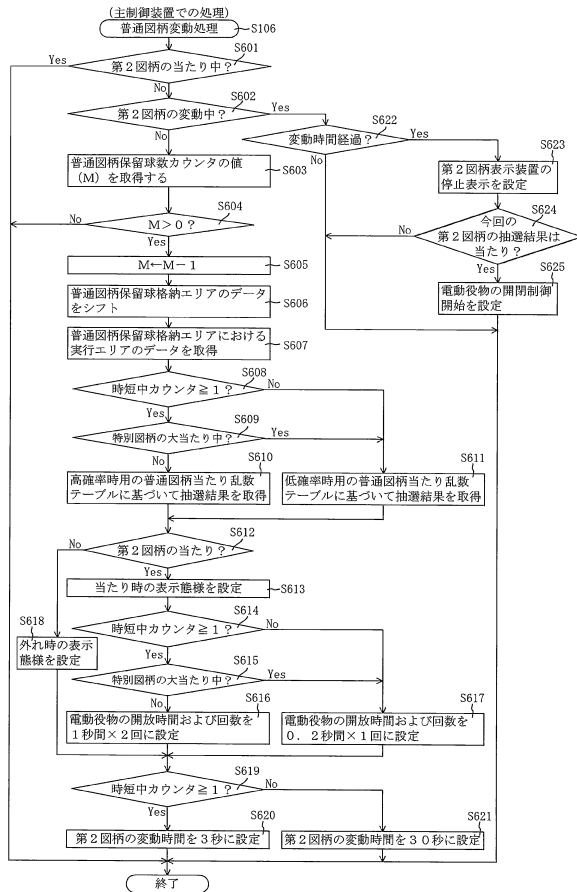 (主制御装置での処理)
普通図柄変動処理
S106
S601
Yes
第2図柄の当たり中?
No
S602
第2図柄の変動中?
Yes
No
S622
変動時間経過?
Yes
No
S623
第2図柄表示装置の
停止表示を設定
普通図柄保留球数カウンタの値
(M)を取得する
S603
S624
今回の
第2図柄の抽選結果は
当たり?
No
Yes
S604
No
M>0?
Yes
M←M-1
S605
S625
電動役物の開閉制御
開始を設定
普通図柄保留球格納エリアのデータ
をシフト
S606
普通図柄保留球格納エリアにおける
実行エリアのデータを取得
S607
S608
時短中カウンタ≧1?
No
Yes
S609
特別図柄の大当たり中?
Yes
No
S610
高確率時用の普通図柄当たり乱数
テーブルに基づいて抽選結果を取得
S611
低確率時用の普通図柄当たり乱数
テーブルに基づいて抽選結果を取得
S612
No
第2図柄の当たり?
Yes
当たり時の表示態様を設定
S613
S614
時短中カウンタ≧1?
No
Yes
S618
外れ時の表示
態様を設定
S615
特別図柄の大当たり中?
Yes
No
S616
電動役物の開放時間および回数を
1秒間×2回に設定
S617
電動役物の開放時間および回数を
0.2秒間×1回に設定
S619
時短中カウンタ≧1?
No
Yes
S620
第2図柄の変動時間を3秒に設定
S621
第2図柄の変動時間を30秒に設定
終了